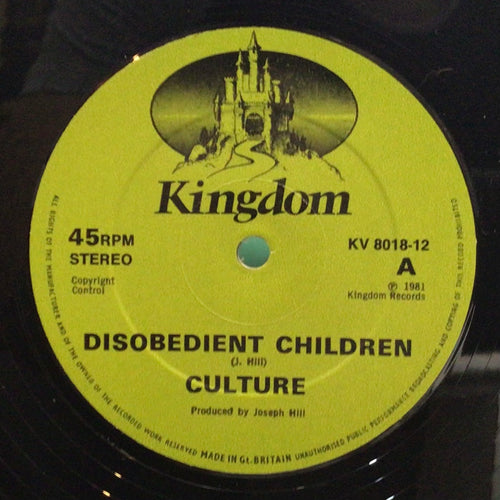 Kingdom
45RPM
STEREO
KV 8018-12
A
Copyright
Control
℗ 1981
Kingdom Records
DISOBEDIENT CHILDREN
(J. Hill)
CULTURE
Produced by Joseph Hill
ALL RIGHTS OF THE MANUFACTURER AND OF THE OWNER OF THE RECORDED WORK RESERVED MADE IN Gt. BRITAIN UNAUTHORISED PUBLIC PERFORMANCE BROADCASTING AND COPYING OF THIS RECORD PROHIBITED